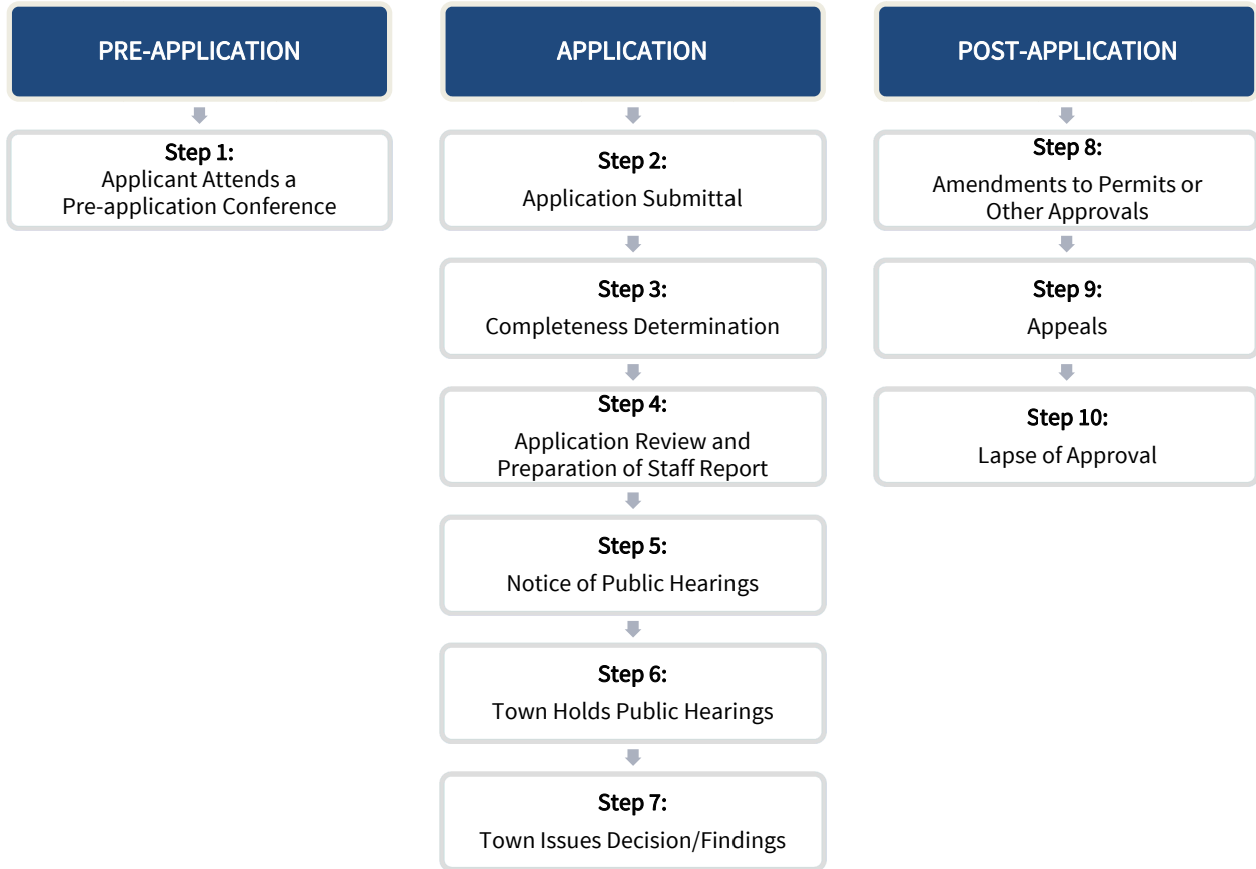 PRE-APPLICATION
Step 1:
Applicant Attends a
Pre-application Conference
APPLICATION
Step 2:
Application Submittal
Step 3:
Completeness Determination
Step 4:
Application Review and
Preparation of Staff Report
Step 5:
Notice of Public Hearings
Step 6:
Town Holds Public Hearings
Step 7:
Town Issues Decision/Findings
POST-APPLICATION
Step 8:
Amendments to Permits or
Other Approvals
Step 9:
Appeals
Step 10:
Lapse of Approval